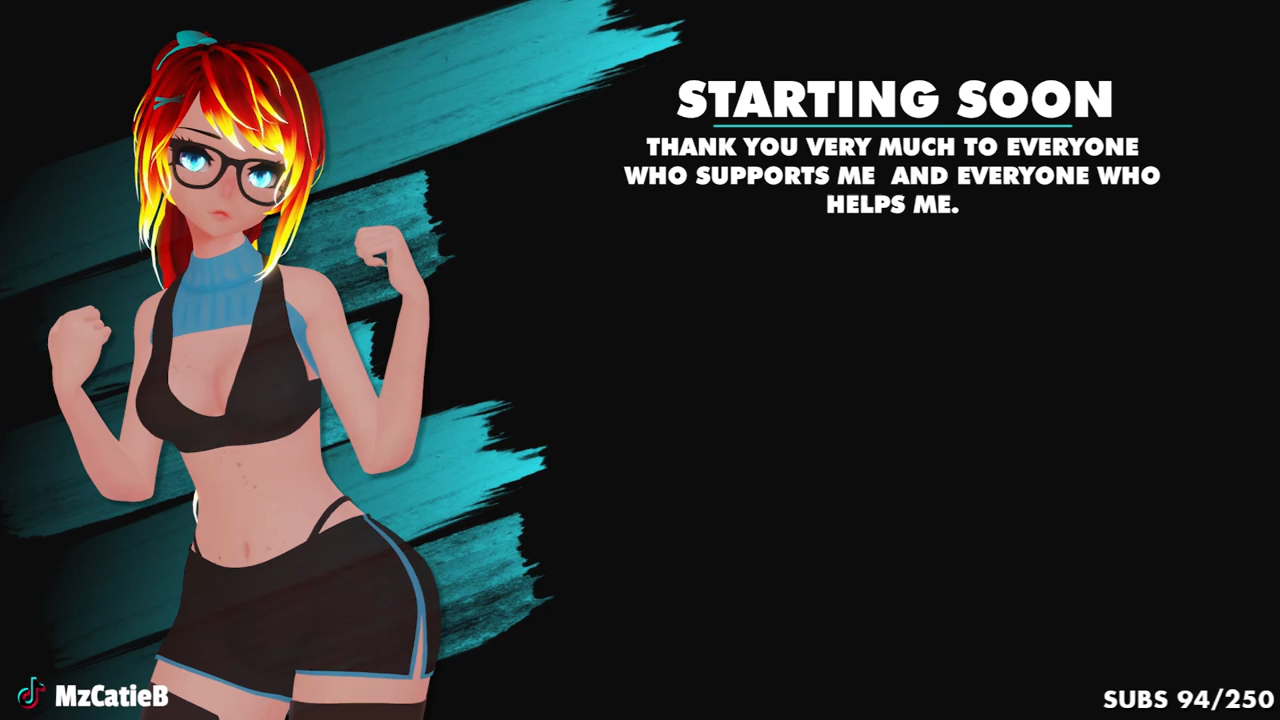 STARTING SOON
THANK YOU VERY MUCH TO EVERYONE
WHO SUPPORTS ME AND EVERYONE WHO
HELPS ME.
MzCatieB
SUBS 94/250